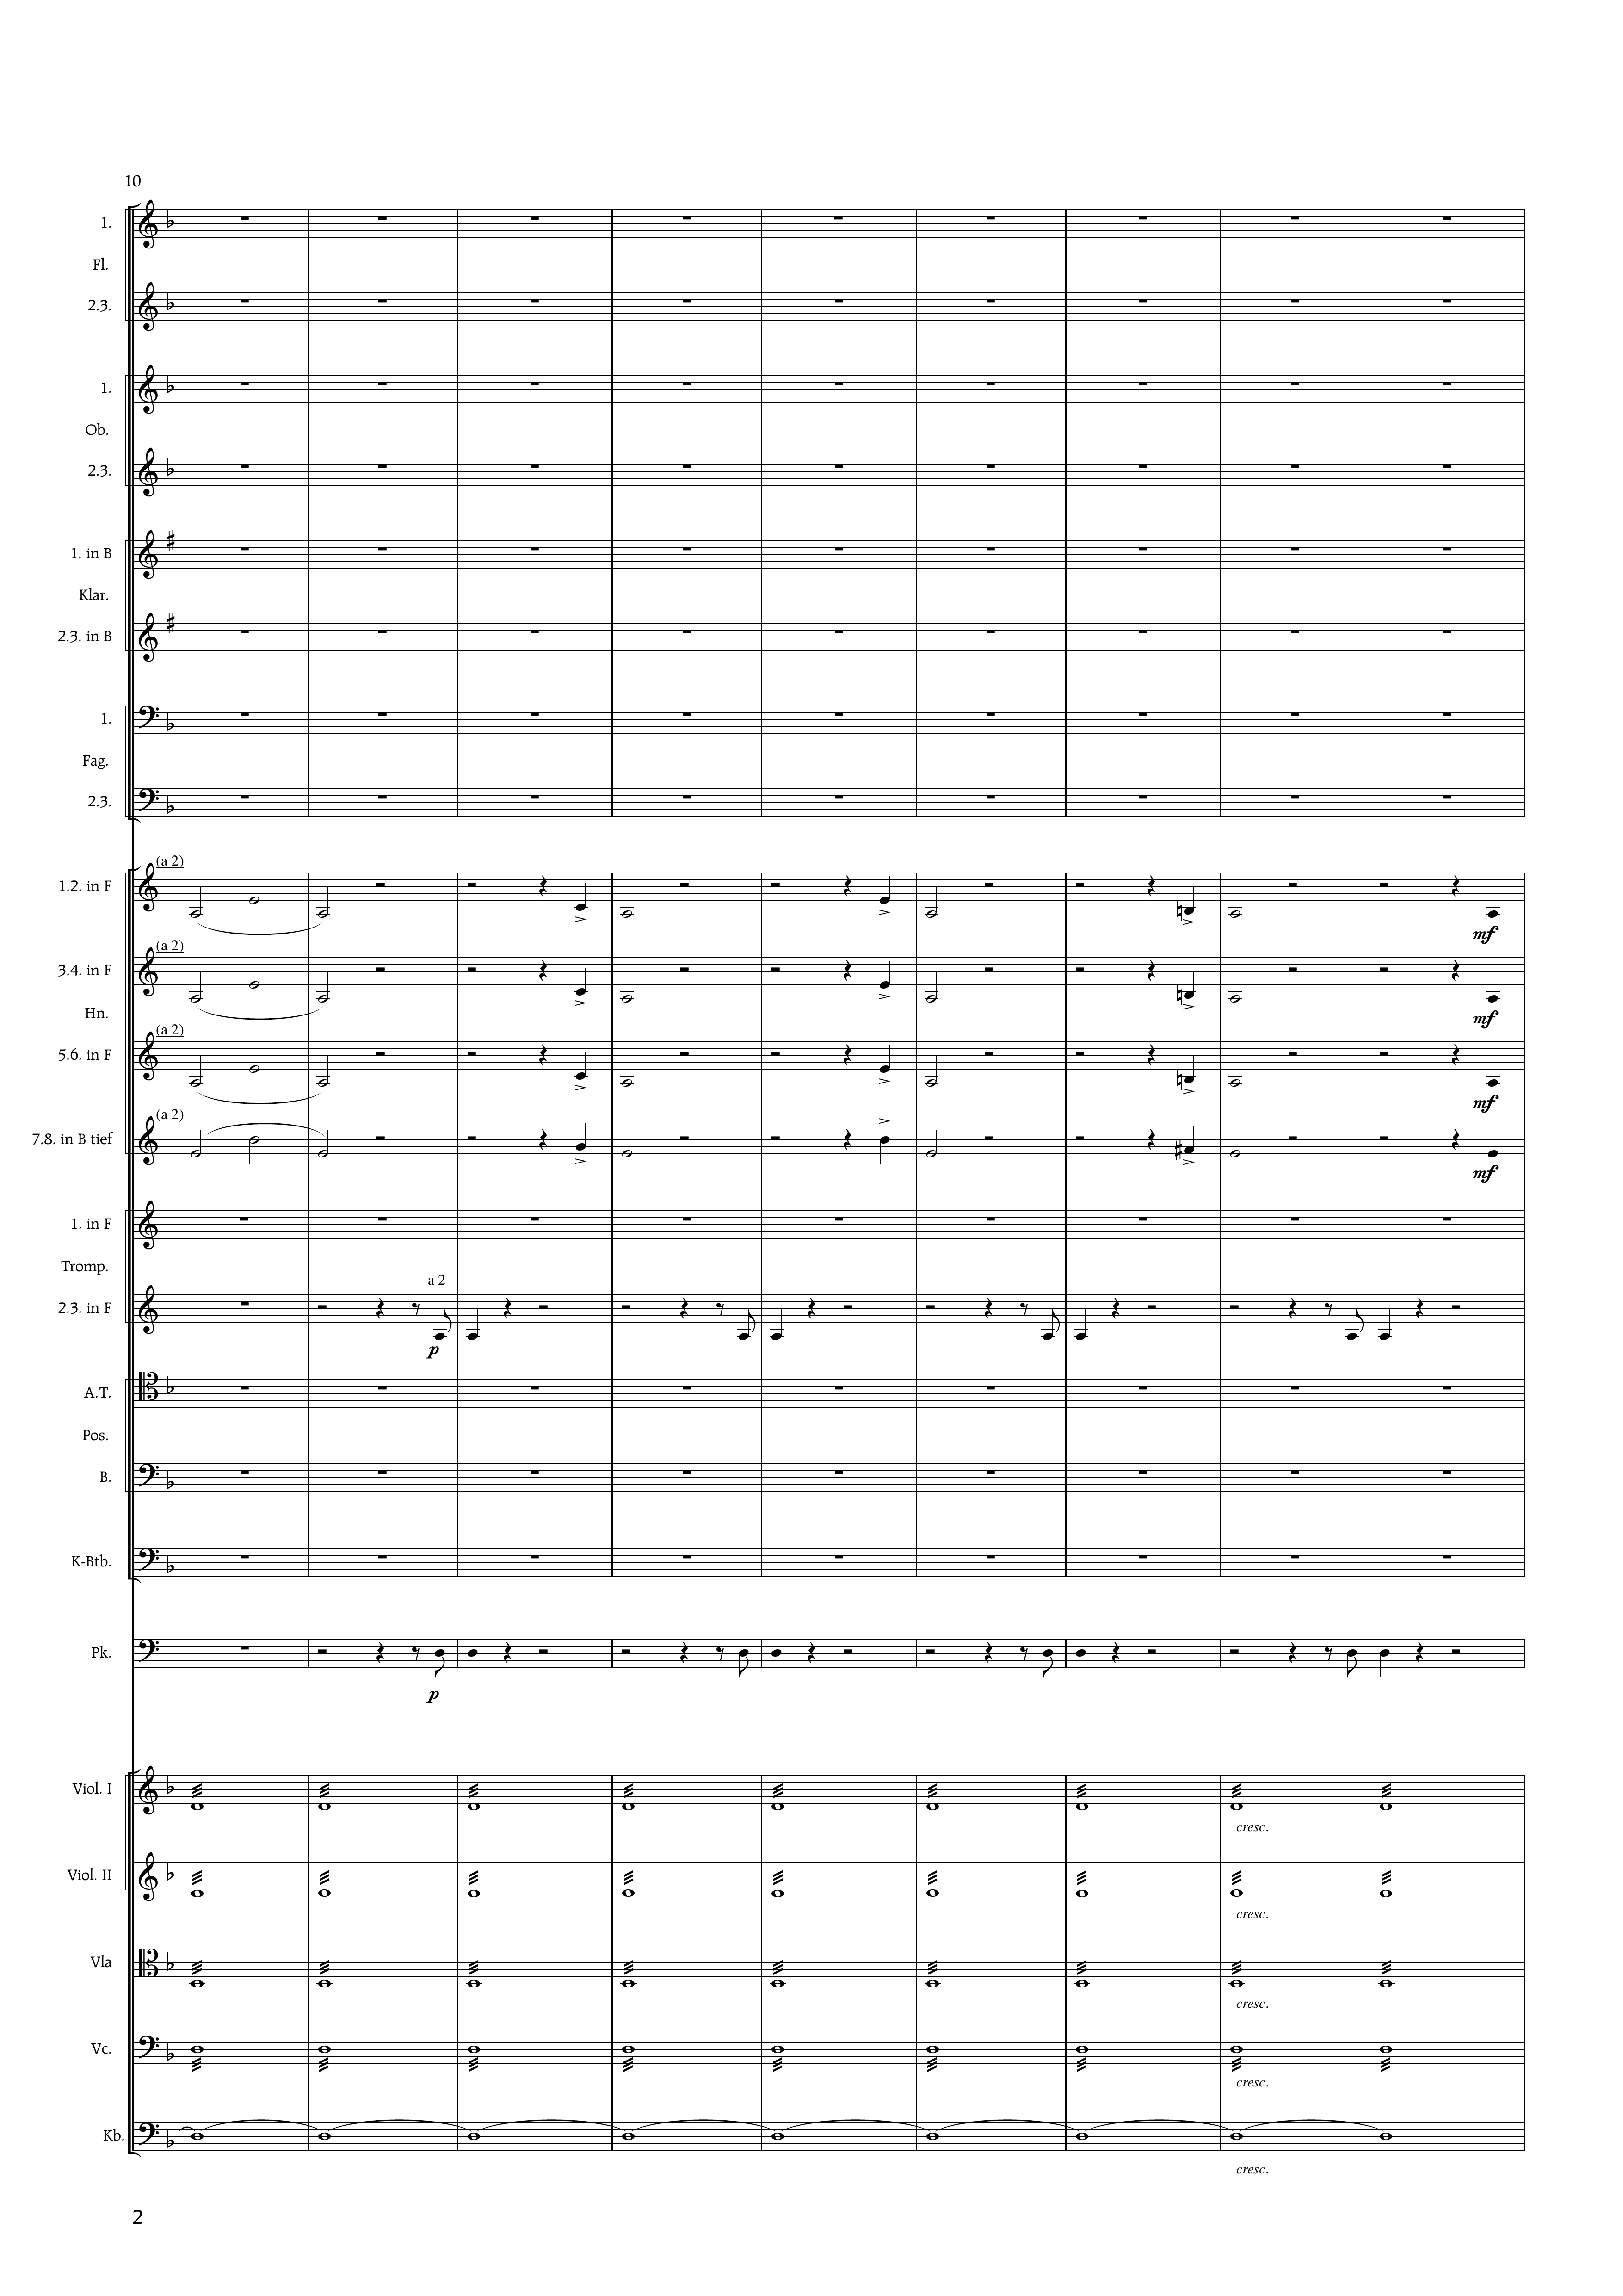 10
1.
Fl.
2.3.
1.
Ob.
2.3.
1. in B
Klar.
2.3. in B
1.
Fag.
2.3.
(a 2)
1.2. in F
mf
(a 2)
3.4. in F
Hn.
mf
(a 2)
5.6. in F
mf
(a 2)
7.8. in B tief
mf
1. in F
Tromp.
a 2
2.3. in F
p
A.T.
Pos.
B.
K-Btb.
Pk.
p
Viol. I
cresc.
Viol. II
cresc.
Vla
cresc.
Vc.
cresc.
Kb.
cresc.
2